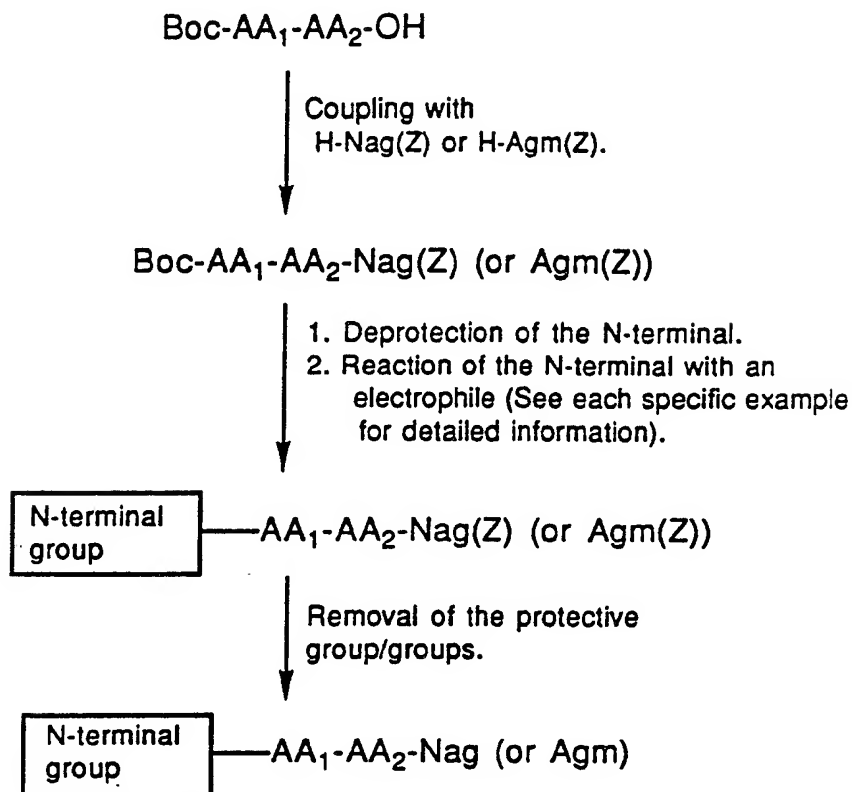 Boc-AA₁-AA₂-OH
Coupling with
H-Nag(Z) or H-Agm(Z).
Boc-AA₁-AA₂-Nag(Z) (or Agm(Z))
1. Deprotection of the N-terminal.
2. Reaction of the N-terminal with an
electrophile (See each specific example
for detailed information).
N-terminal
group
AA₁-AA₂-Nag(Z) (or Agm(Z))
Removal of the protective
group/groups.
N-terminal
group
AA₁-AA₂-Nag (or Agm)